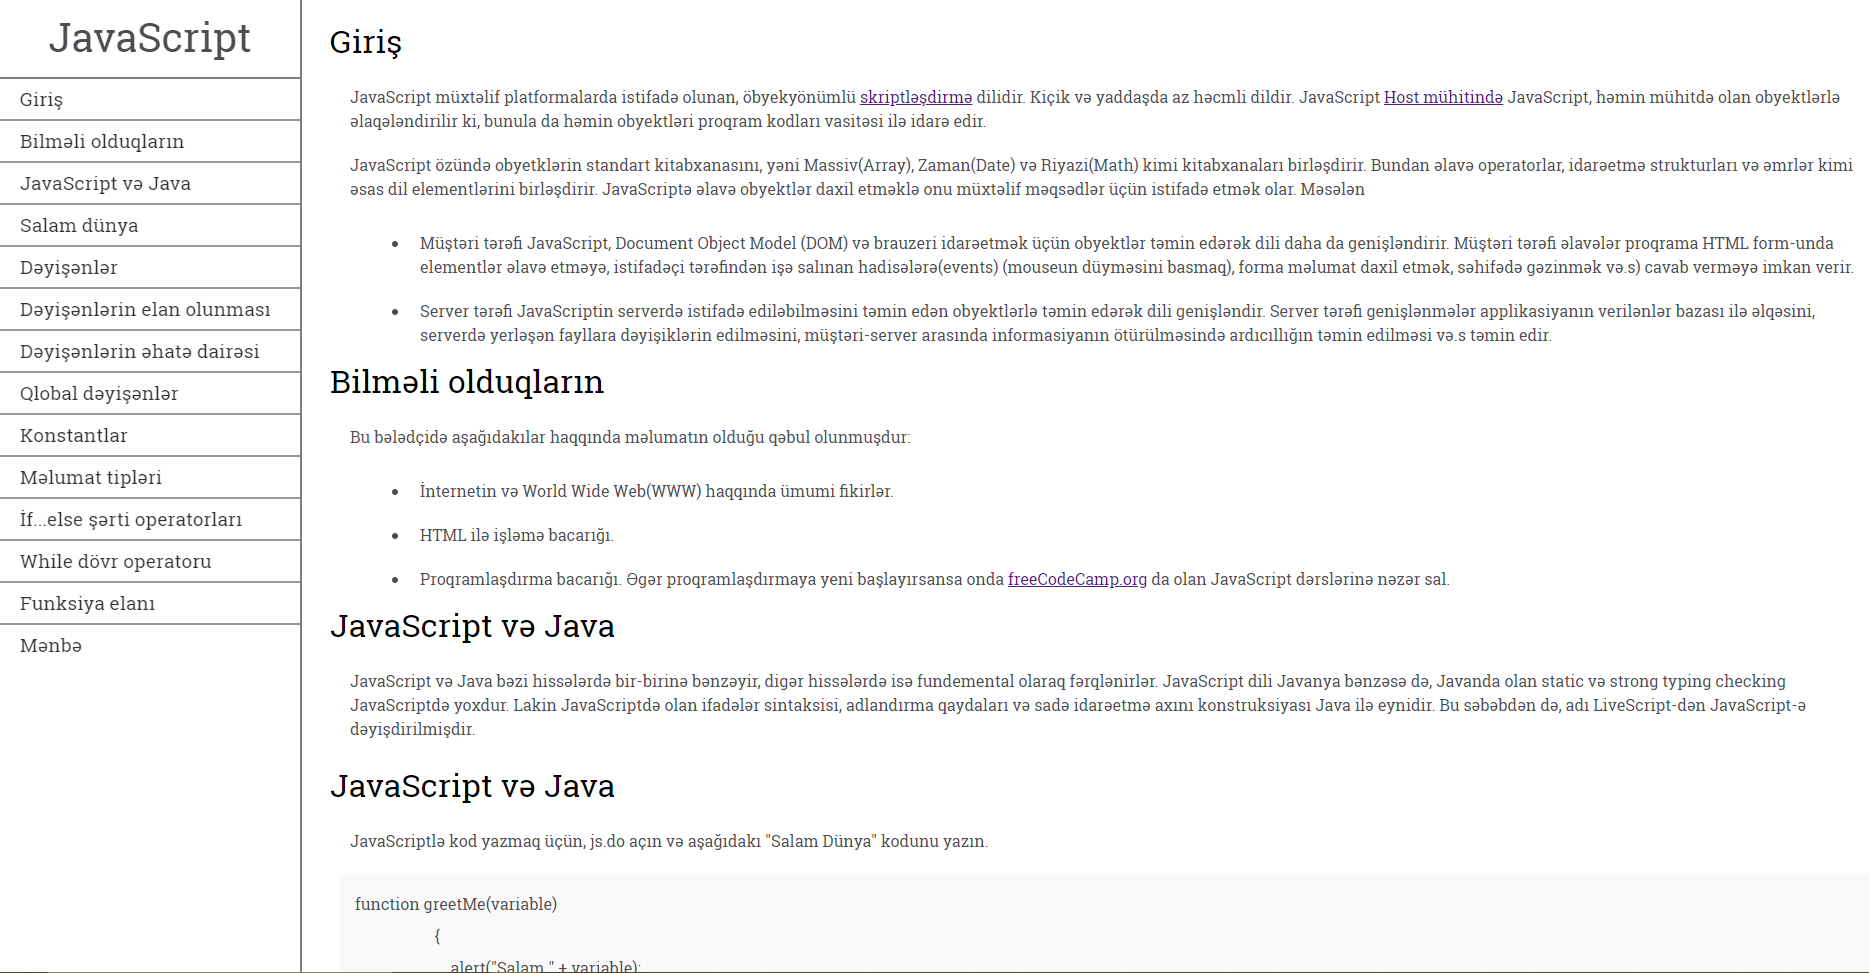 JavaScript
Giriş
Bilməli olduqların
JavaScript və Java
Salam dünya
Dəyişənlər
Dəyişənlərin elan olunması
Dəyişənlərin əhatə dairəsi
Qlobal dəyişənlər
Konstantlar
Məlumat tipləri
İf...else şərti operatorları
While dövr operatoru
Funksiya elanı
Mənbə
Giriş
JavaScript müxtəlif platformalarda istifadə olunan, öbyekyönümlü skriptləşdirmə dilidir. Kiçik və yaddaşda az həcmli dildir. JavaScript Host mühitində JavaScript, həmin mühitdə olan obyektlərlə
əlaqələndirilir ki, bunula da həmin obyektləri proqram kodları vasitəsi ilə idarə edir.
JavaScript özündə obyetklərin standart kitabxanasını, yəni Massiv(Array), Zaman(Date) və Riyazi(Math) kimi kitabxanaları birləşdirir. Bundan əlavə operatorlar, idarəetmə strukturları və əmrlər kimi
əsas dil elementlərini birləşdirir. JavaScriptə əlavə obyektlər daxil etməklə onu müxtəlif məqsədlər üçün istifadə etmək olar. Məsələn
• Müştəri tərəfi JavaScript, Document Object Model (DOM) və brauzeri idarəetmək üçün obyektlər təmin edərək dili daha da genişləndirir. Müştəri tərəfi əlavələr proqrama HTML form-unda
elementlər əlavə etməyə, istifadəçi tərəfindən işə salınan hadisələrə(events) (mouseun düyməsini basmaq), forma məlumat daxil etmək, səhifədə gəzinmək və.s) cavab verməyə imkan verir.
• Server tərəfi JavaScriptin serverdə istifadə ediləbilməsini təmin edən obyektlərlə təmin edərək dili genişləndir. Server tərəfi genişlənmələr applikasiyanın verilənlər bazası ilə əlqəsini,
serverdə yerləşən fayllara dəyişiklərin edilməsini, müştəri-server arasında informasiyanın ötürülməsində ardıcıllığın təmin edilməsi və.s təmin edir.
Bilməli olduqların
Bu bələdçidə aşağıdakılar haqqında məlumatın olduğu qəbul olunmuşdur:
• İnternetin və World Wide Web(WWW) haqqında ümumi fikirlər.
• HTML ilə işləmə bacarığı.
• Proqramlaşdırma bacarığı. Əgər proqramlaşdırmaya yeni başlayırsansa onda freeCodeCamp.org da olan JavaScript dərslərinə nəzər sal.
JavaScript və Java
JavaScript və Java bəzi hissələrdə bir-birinə bənzəyir, digər hissələrdə isə fundemental olaraq fərqlənirlər. JavaScript dili Javanya bənzəsə də, Javanda olan static və strong typing checking
JavaScriptdə yoxdur. Lakin JavaScriptdə olan ifadələr sintaksisi, adlandırma qaydaları və sadə idarəetmə axını konstruksiyası Java ilə eynidir. Bu səbəbdən də, adı LiveScript-dən JavaScript-ə
dəyişdirilmişdir.
JavaScript və Java
JavaScriptlə kod yazmaq üçün, js.do açın və aşağıdakı "Salam Dünya" kodunu yazın.
function greetMe(variable)
{
alert("Salam " + variable);